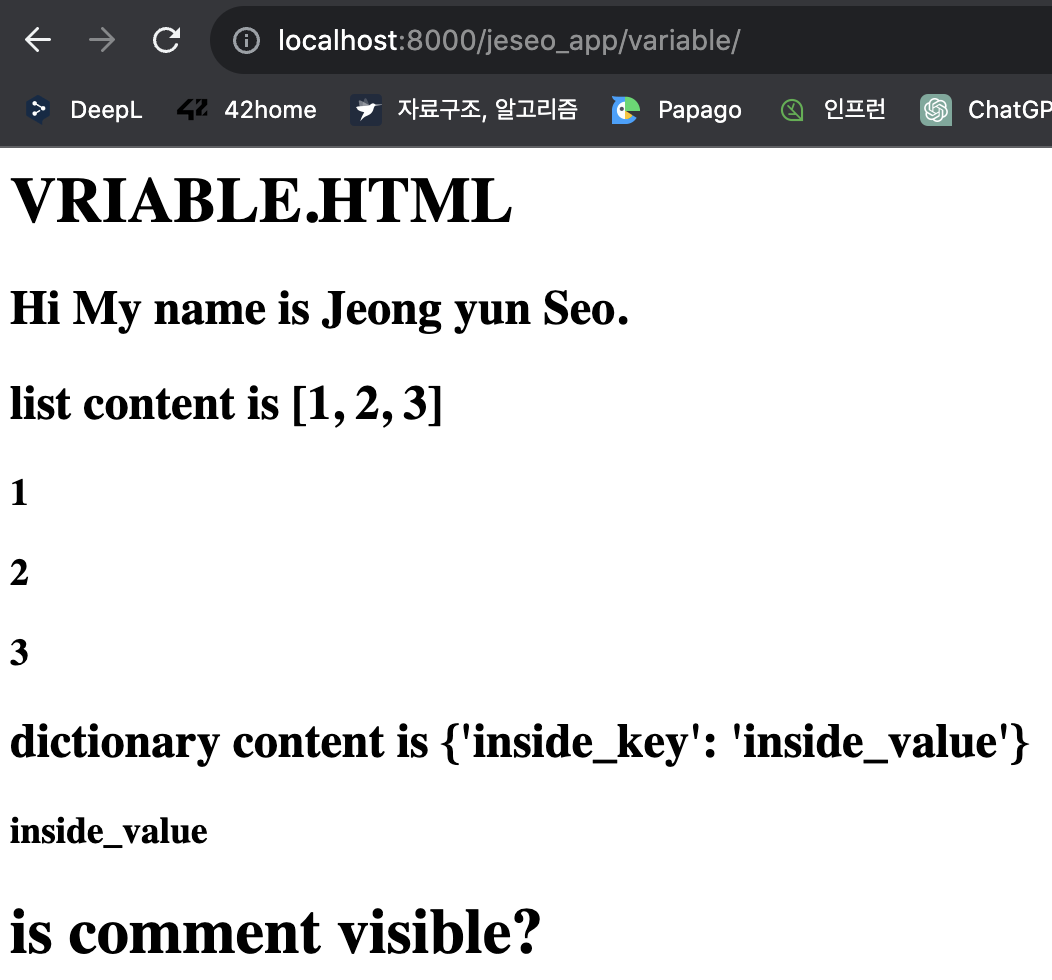 localhost:8000/jeseo_app/variable/
DeepL 42home 자료구조, 알고리즘 Papago 인프런 ChatGP
VRIABLE.HTML
Hi My name is Jeong yun Seo.
list content is [1, 2, 3]
1
2
3
dictionary content is {'inside_key': 'inside_value'}
inside_value
is comment visible?